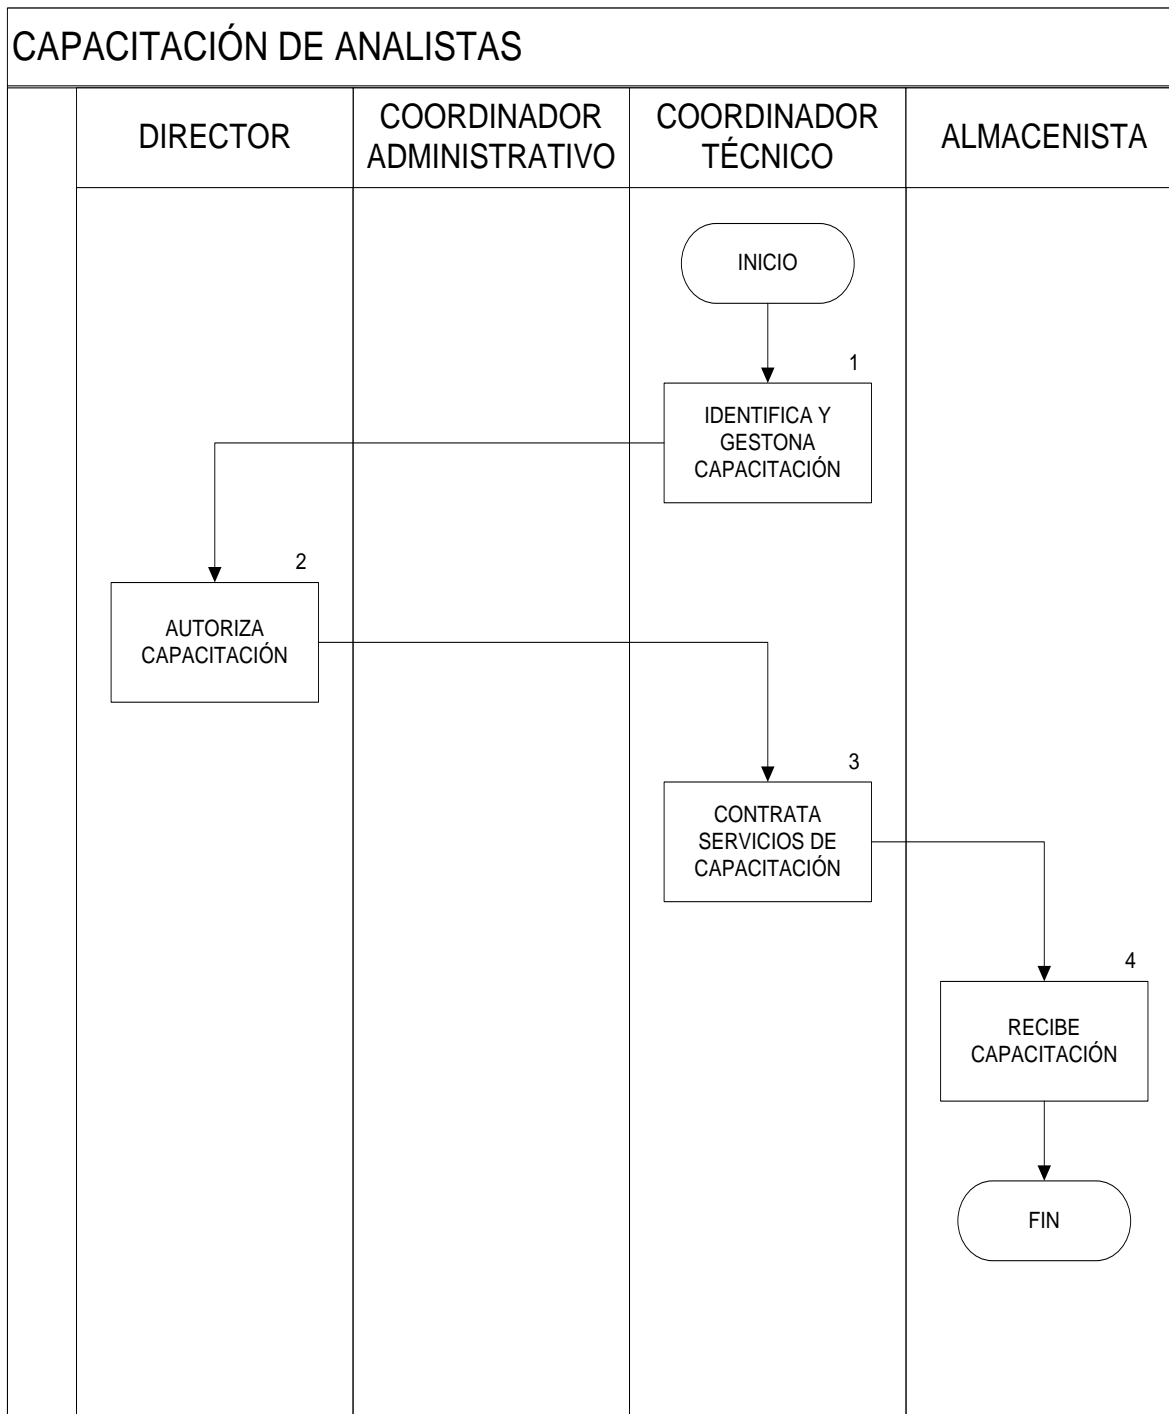 CAPACITACIÓN DE ANALISTAS
DIRECTOR
COORDINADOR
ADMINISTRATIVO
COORDINADOR
TÉCNICO
ALMACENISTA
INICIO
1
IDENTIFICA Y
GESTONA
CAPACITACIÓN
2
AUTORIZA
CAPACITACIÓN
3
CONTRATA
SERVICIOS DE
CAPACITACIÓN
4
RECIBE
CAPACITACIÓN
FIN